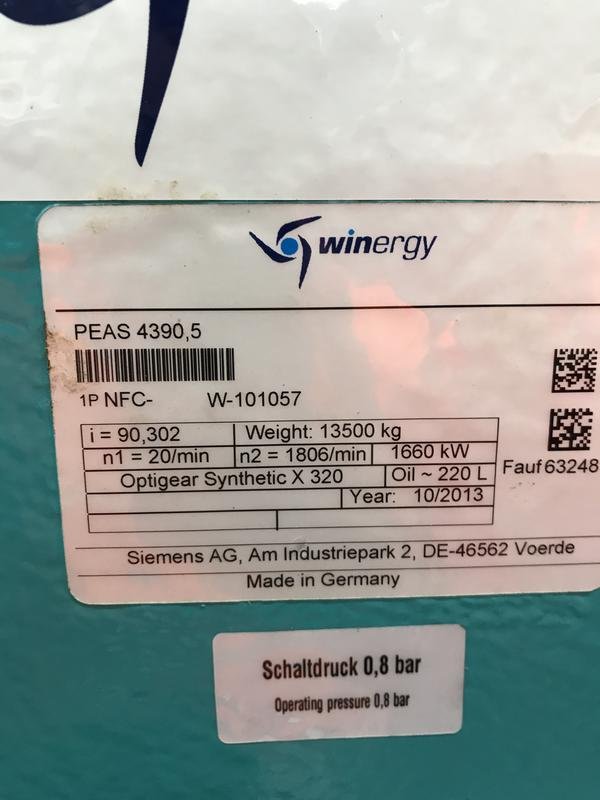 winergy
PEAS 4390,5
1P NFC- W-101057
i = 90,302 Weight: 13500 kg
n1 = 20/min n2 = 1806/min 1660 kW
Optigear Synthetic X 320 Oil ~ 220 L
Year: 10/2013
Fauf 63248
Siemens AG, Am Industriepark 2, DE-46562 Voerde
Made in Germany
Schaltdruck 0,8 bar
Operating pressure 0,8 bar